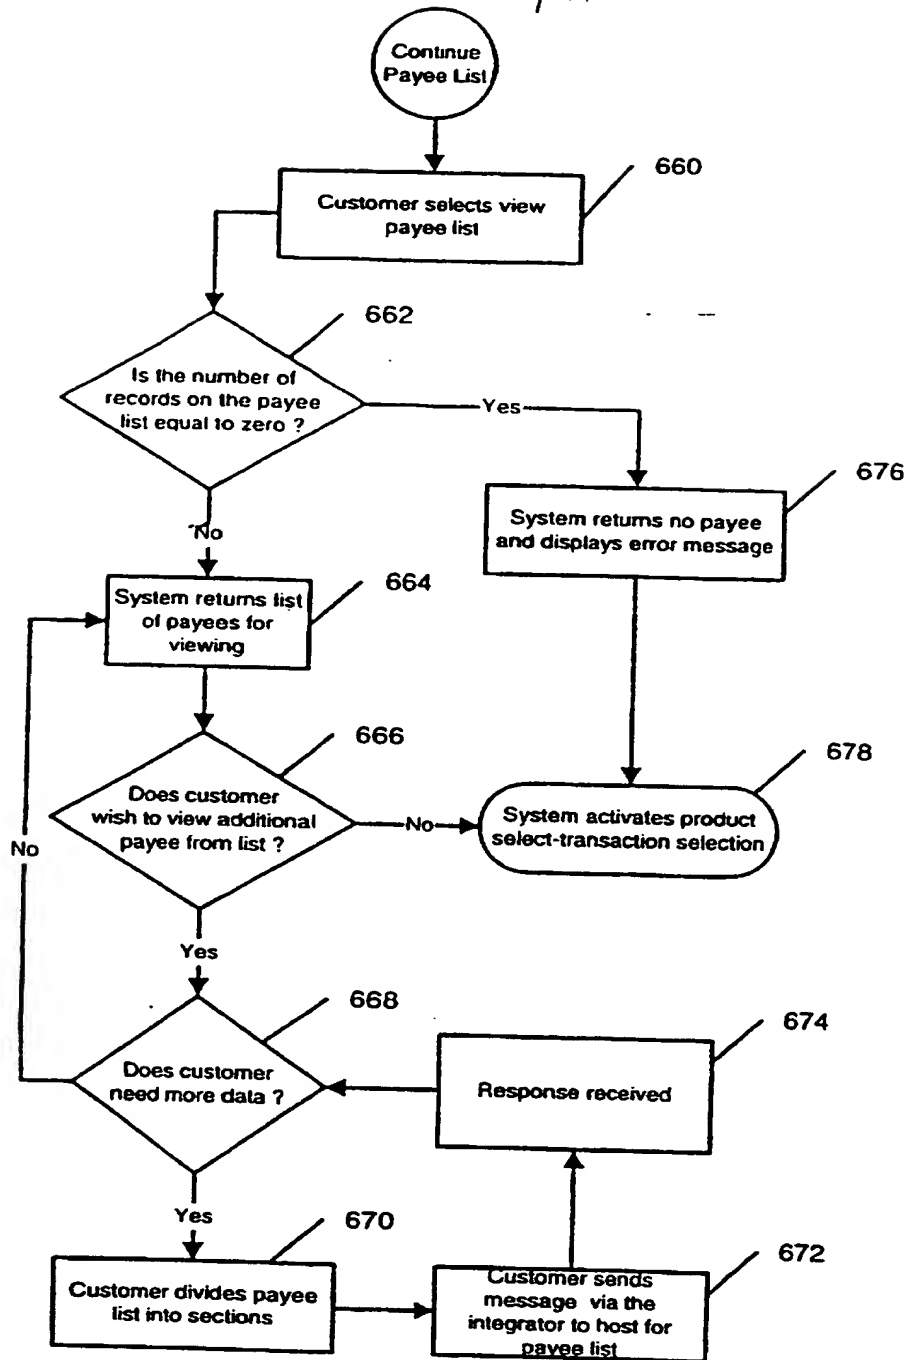 Continue
Payee List
660
Customer selects view
payee list
662
Is the number of
records on the payee
list equal to zero ?
Yes
676
System returns no payee
and displays error message
No
664
System returns list
of payees for
viewing
666
Does customer
wish to view additional
payee from list ?
No
678
System activates product
select-transaction selection
No
Yes
668
Does customer
need more data ?
674
Response received
Yes
670
Customer divides payee
list into sections
672
Customer sends
message via the
integrator to host for
payee list